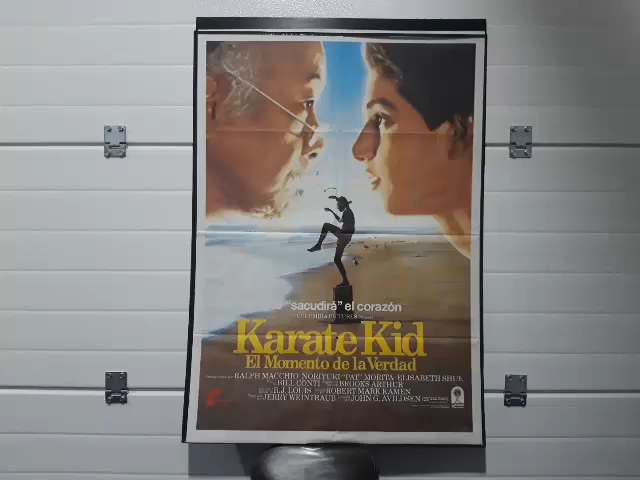 "sacudirá" el corazón
COLUMBIA PICTURES
Karate Kid
El Momento de la Verdad
RALPH MACCHIO·NORIYUKI "PAT" MORITA·ELISABETH SHUE
BILL CONTI BROOKS ARTHUR
R.J. LOUIS ROBERT MARK KAMEN
JERRY WEINTRAUB JOHN G. AVILDSEN